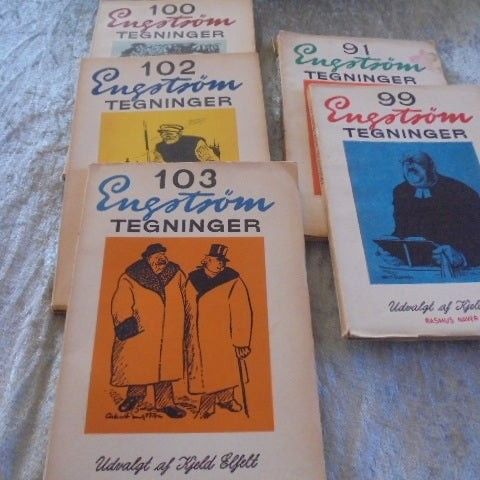 100
Engström
TEGNINGER
102
Engström
TEGNINGER
103
Engström
TEGNINGER
Udvalgt af Kjeld Elfelt
91
Engström
TEGNINGER
99
Engström
TEGNINGER
Udvalgt af Kjeld
RASMUS NAVER